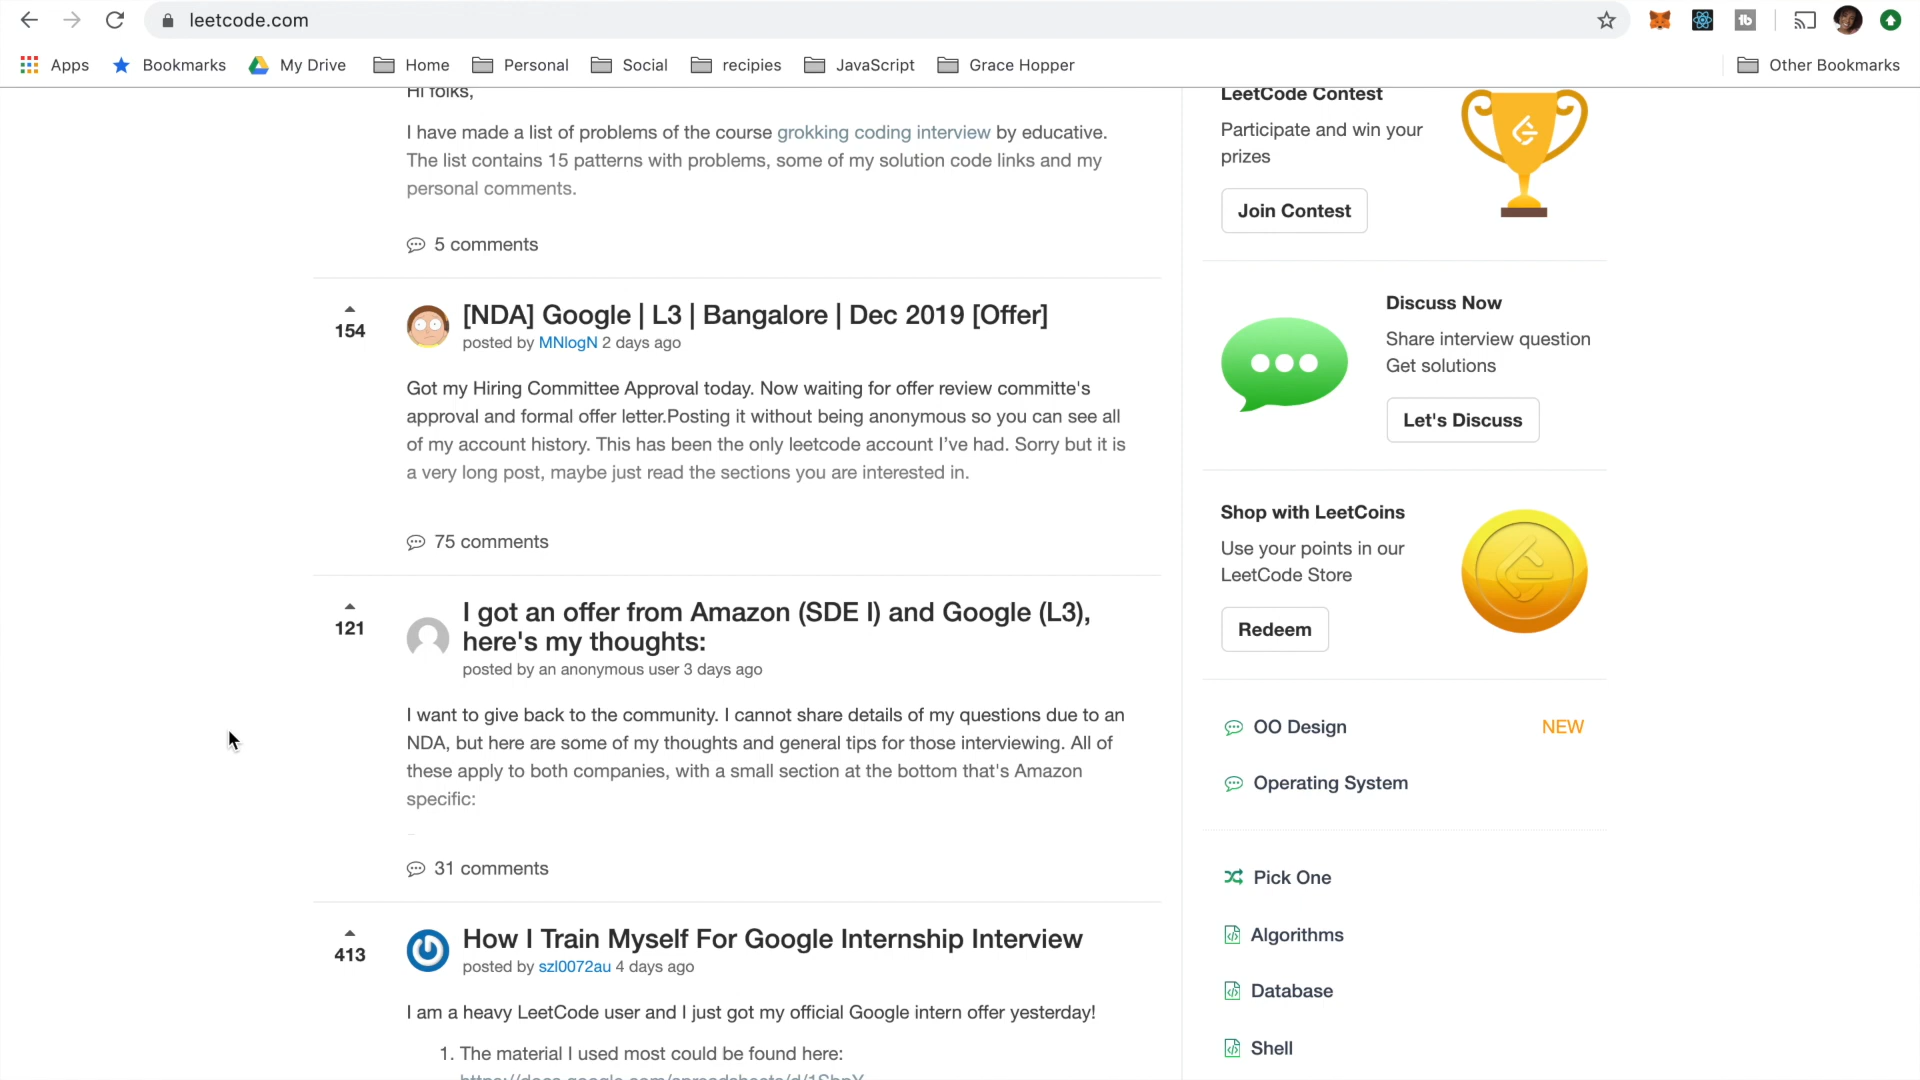 leetcode.com
Apps
Bookmarks
My Drive
Home
Personal
Social
recipies
JavaScript
Grace Hopper
Other Bookmarks
Hi folks,
I have made a list of problems of the course grokking coding interview by educative.
The list contains 15 patterns with problems, some of my solution code links and my
personal comments.
5 comments
154
[NDA] Google | L3 | Bangalore | Dec 2019 [Offer]
posted by MNlogN 2 days ago
Got my Hiring Committee Approval today. Now waiting for offer review committe's
approval and formal offer letter.Posting it without being anonymous so you can see all
of my account history. This has been the only leetcode account I've had. Sorry but it is
a very long post, maybe just read the sections you are interested in.
75 comments
121
I got an offer from Amazon (SDE I) and Google (L3),
here's my thoughts:
posted by an anonymous user 3 days ago
I want to give back to the community. I cannot share details of my questions due to an
NDA, but here are some of my thoughts and general tips for those interviewing. All of
these apply to both companies, with a small section at the bottom that's Amazon
specific:
31 comments
413
How I Train Myself For Google Internship Interview
posted by szl0072au 4 days ago
I am a heavy LeetCode user and I just got my official Google intern offer yesterday!
1. The material I used most could be found here:
LeetCode Contest
Participate and win your
prizes
Join Contest
Discuss Now
Share interview question
Get solutions
Let's Discuss
Shop with LeetCoins
Use your points in our
LeetCode Store
Redeem
OO Design NEW
Operating System
Pick One
Algorithms
Database
Shell